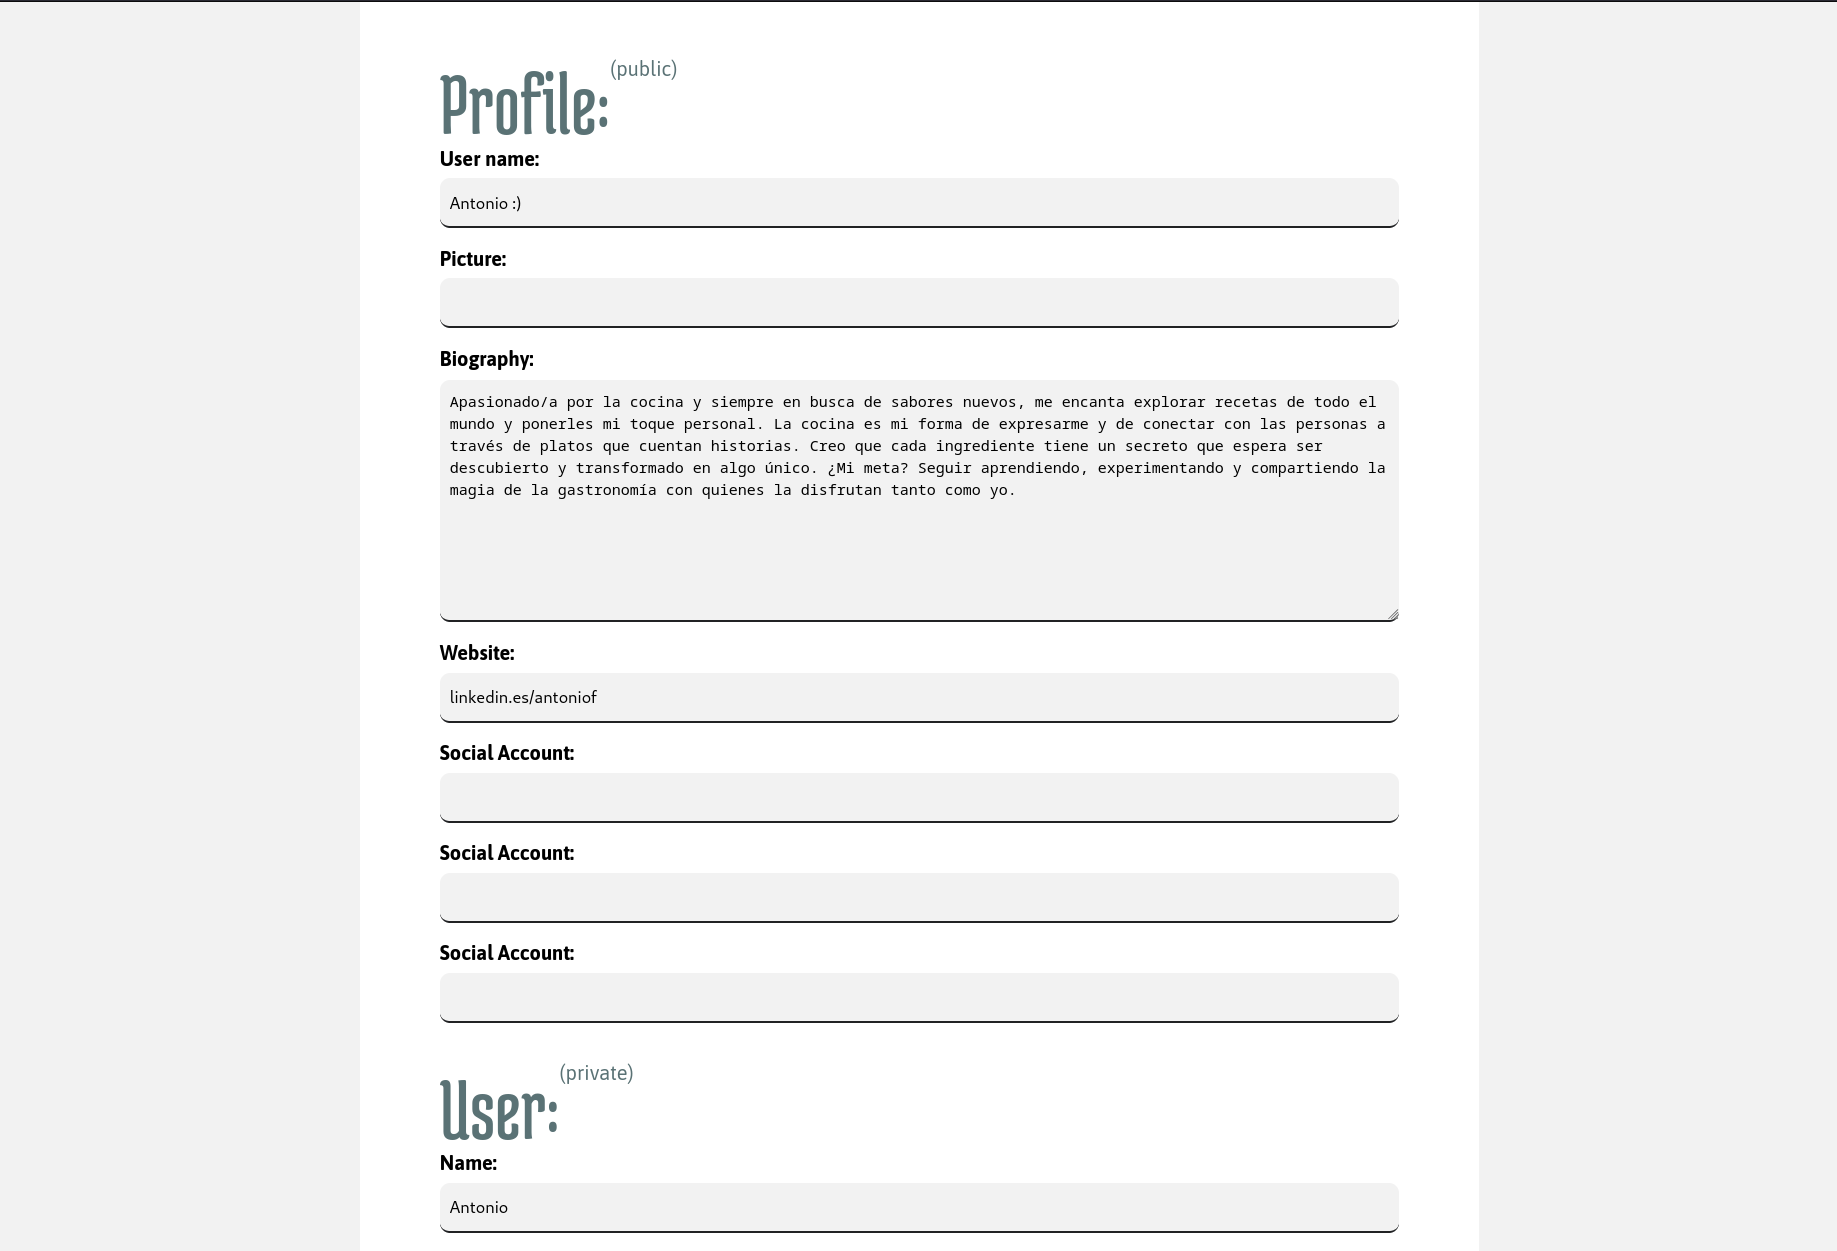 Profile: (public)
User name:
Antonio :)
Picture:
Biography:
Apasionado/a por la cocina y siempre en busca de sabores nuevos, me encanta explorar recetas de todo el
mundo y ponerles mi toque personal. La cocina es mi forma de expresarme y de conectar con las personas a
través de platos que cuentan historias. Creo que cada ingrediente tiene un secreto que espera ser
descubierto y transformado en algo único. ¿Mi meta? Seguir aprendiendo, experimentando y compartiendo la
magia de la gastronomía con quienes la disfrutan tanto como yo.
Website:
linkedin.es/antoniof
Social Account:
Social Account:
Social Account:
User: (private)
Name:
Antonio